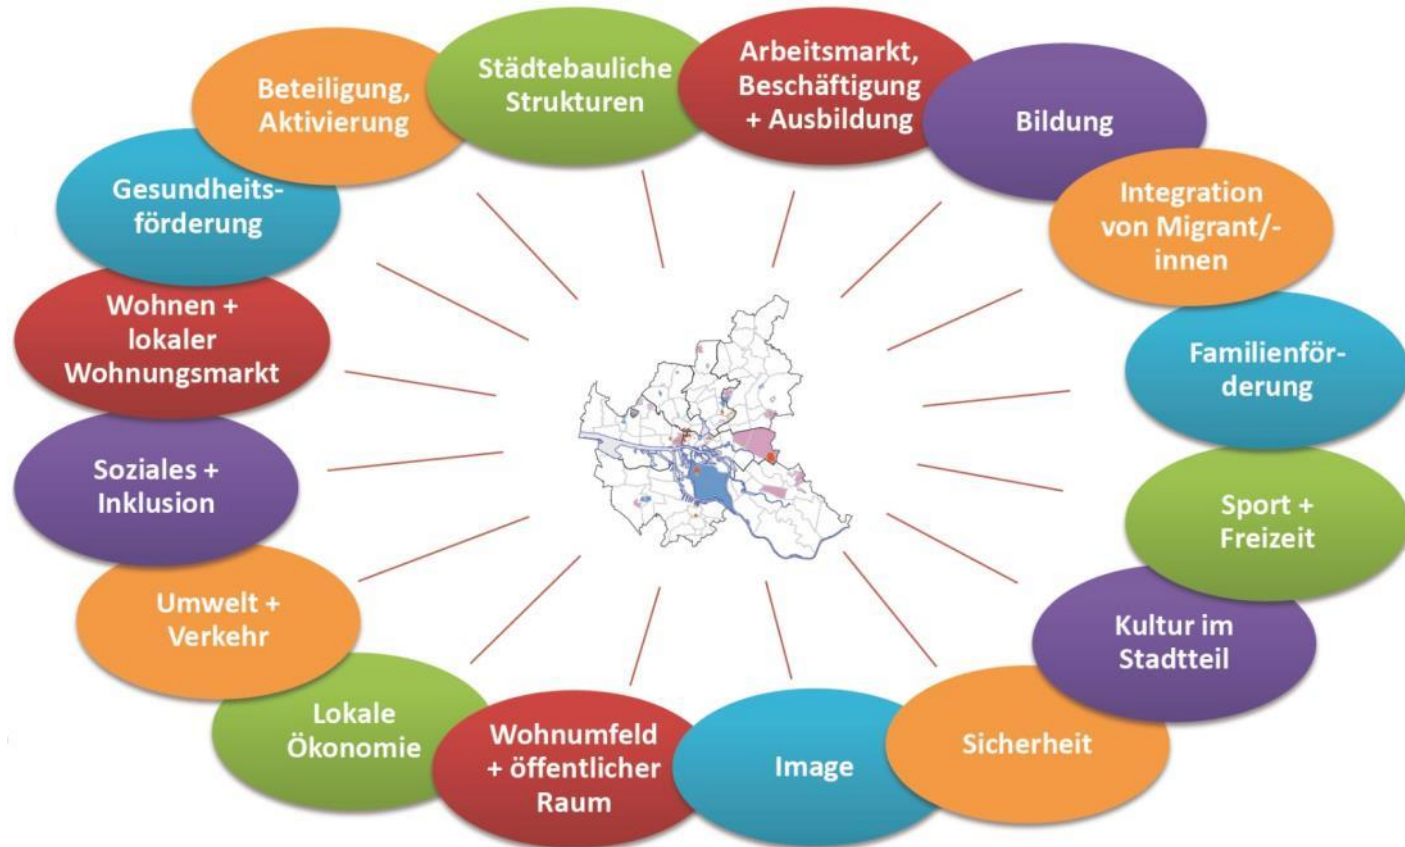 Städtebauliche
Strukturen
Arbeitsmarkt,
Beschäftigung
+ Ausbildung
Bildung
Integration
von Migrant/-
innen
Familienför-
derung
Sport +
Freizeit
Kultur im
Stadtteil
Sicherheit
Image
Wohnumfeld
+ öffentlicher
Raum
Lokale
Ökonomie
Umwelt +
Verkehr
Soziales +
Inklusion
Wohnen +
lokaler
Wohnungsmarkt
Gesundheits-
förderung
Beteiligung,
Aktivierung